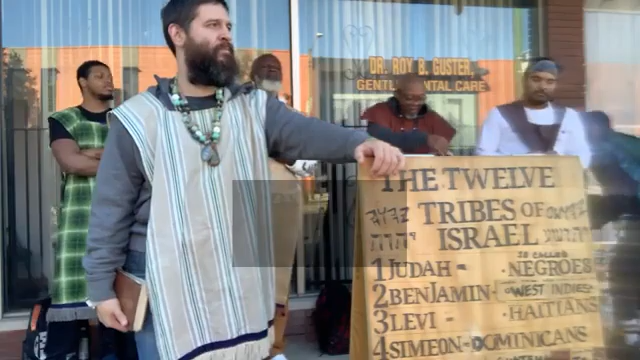 DR. ROY B. GUSTER,
GENTLE DENTAL CARE
THE TWELVE
TRIBES OF
ISRAEL
1 JUDAH - · SO CALLED NEGROES
2 BENJAMIN- · "WEST INDIES"
3 LEVI - · HAITIANS
4 SIMEON-DOMINICANS